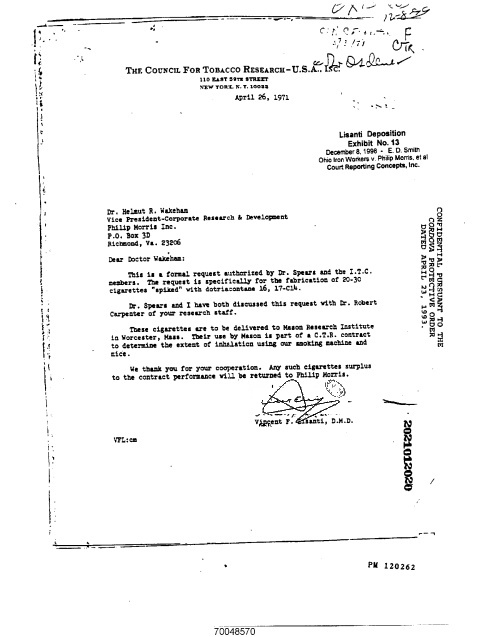 12-8-98
F
CTR
Dr Osdene
THE COUNCIL FOR TOBACCO RESEARCH-U.S.A., INC.
110 EAST 59TH STREET
NEW YORK, N. Y. 10022
April 26, 1971
Lisanti Deposition
Exhibit No. 13
December 8, 1998 - E. D. Smith
Ohio Iron Workers v. Philip Morris, et al
Court Reporting Concepts, Inc.
Dr. Helmut R. Wakeham
Vice President-Corporate Research & Development
Philip Morris Inc.
P.O. Box 3D
Richmond, Va. 23206
Dear Doctor Wakeham:
This is a formal request authorized by Dr. Spears and the I.T.C.
members. The request is specifically for the fabrication of 20-30
cigarettes "spiked" with dotriacontane 16, 17-C14.
Dr. Spears and I have both discussed this request with Dr. Robert
Carpenter of your research staff.
These cigarettes are to be delivered to Mason Research Institute
in Worcester, Mass. Their use by Mason is part of a C.T.R. contract
to determine the extent of inhalation using our smoking machine and
mice.
We thank you for your cooperation. Any such cigarettes surplus
to the contract performance will be returned to Philip Morris.
Vincent F. Lisanti, D.M.D.
VFL:cm
CONFIDENTIAL PURSUANT TO THE
CORDOVA PROTECTIVE ORDER
DATED APRIL 23, 1993.
2021012020
PM 120262
70048570